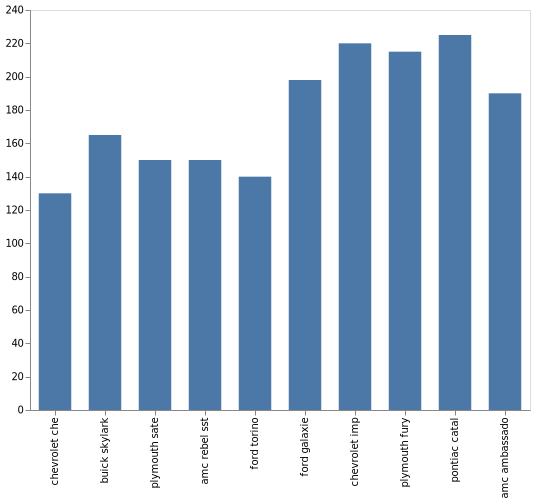 240
220
200
180
160
140
120
100
80
60
40
20
0
chevrolet che
buick skylark
plymouth sate
amc rebel sst
ford torino
ford galaxie
chevrolet imp
plymouth fury
pontiac catal
amc ambassado